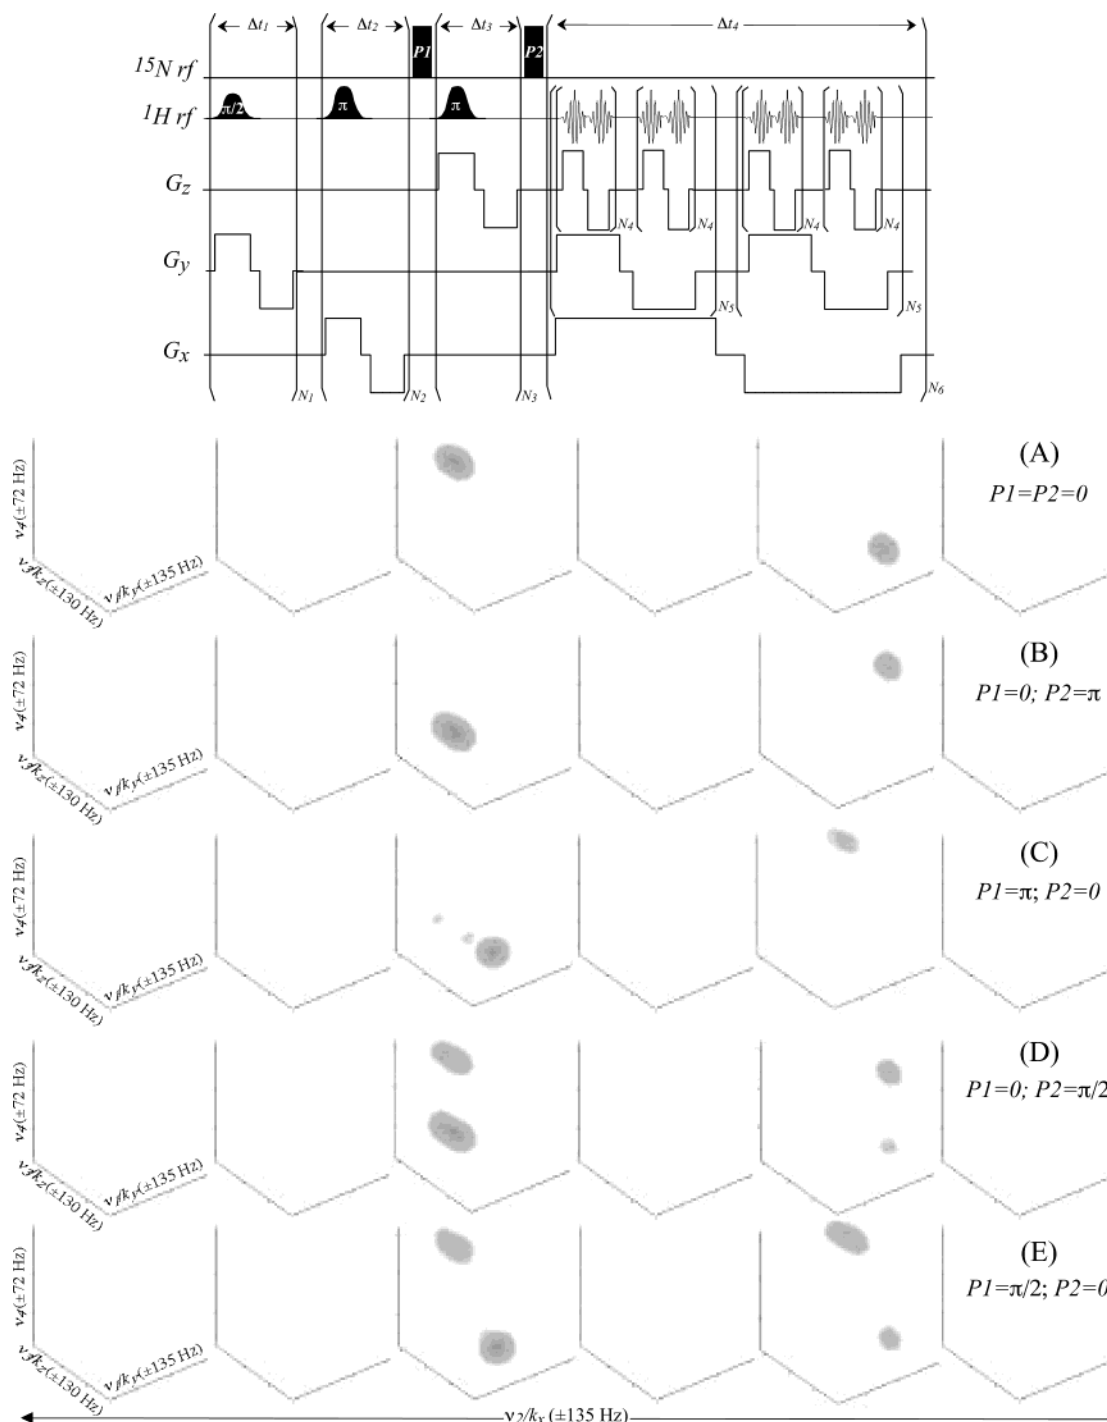 Δt1 Δt2 Δt3 Δt4
15N rf P1 P2
1H rf π/2 π π
Gz
N4 N4 N4 N4
Gy
N5 N5
Gx
N1 N2 N3 N6
(A)
P1=P2=0
ν4(±72 Hz)
ν3/kz(±130 Hz)
ν1/ky(±135 Hz)
(B)
P1=0; P2=π
ν4(±72 Hz)
ν3/kz(±130 Hz)
ν1/ky(±135 Hz)
(C)
P1=π; P2=0
ν4(±72 Hz)
ν3/kz(±130 Hz)
ν1/ky(±135 Hz)
(D)
P1=0; P2=π/2
ν4(±72 Hz)
ν3/kz(±130 Hz)
ν1/ky(±135 Hz)
(E)
P1=π/2; P2=0
ν4(±72 Hz)
ν3/kz(±130 Hz)
ν1/ky(±135 Hz)
ν2/kx (±135 Hz)